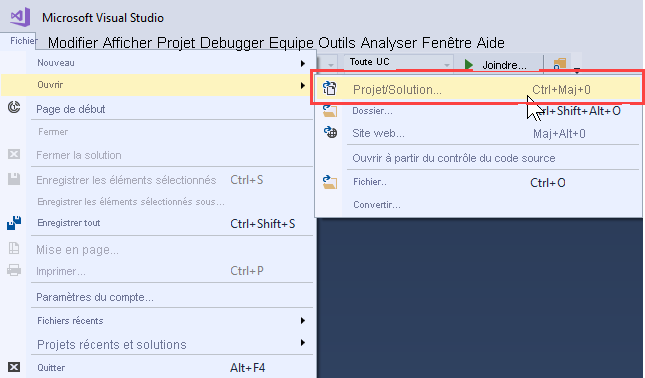 Microsoft Visual Studio
Fichier Modifier Afficher Projet Debugger Equipe Outils Analyser Fenêtre Aide
Toute UC Joindre...
Nouveau
Ouvrir
Page de début
Fermer
Fermer la solution
Enregistrer les éléments sélectionnés Ctrl+S
Enregistrer les éléments sélectionnés sous...
Enregistrer tout Ctrl+Shift+S
Mise en page...
Imprimer... Ctrl+P
Paramètres du compte...
Fichiers récents
Projets récents et solutions
Quitter Alt+F4
Projet/Solution... Ctrl+Maj+0
Dossier... Ctrl+Shift+Alt+O
Site web... Maj+Alt+0
Ouvrir à partir du contrôle du code source
Fichier.. Ctrl+O
Convertir...